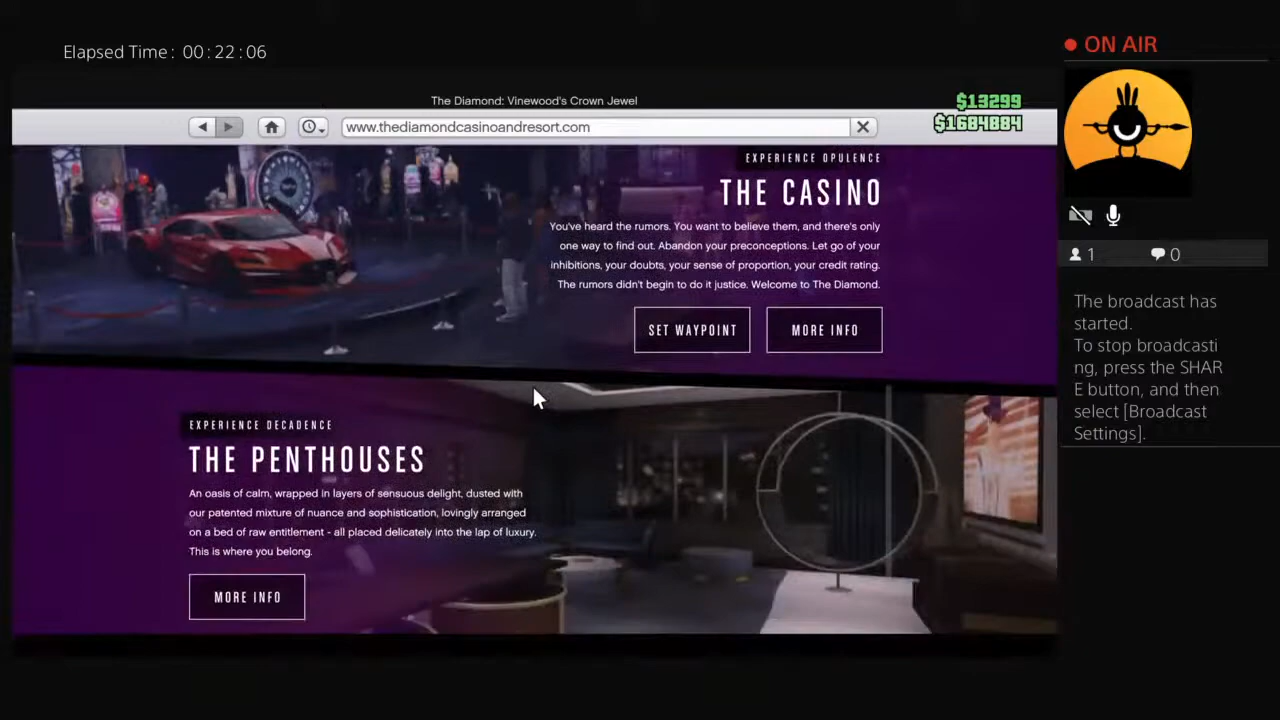 Elapsed Time: 00:22:06
ON AIR
The Diamond: Vinewood's Crown Jewel
$13299
www.thediamondcasinoandresort.com
$1684884
EXPERIENCE OPULENCE
THE CASINO
You've heard the rumors. You want to believe them, and there's only
one way to find out. Abandon your preconceptions. Let go of your
inhibitions, your doubts, your sense of proportion, your credit rating.
The rumors didn't begin to do it justice. Welcome to The Diamond.
SET WAYPOINT
MORE INFO
EXPERIENCE DECADENCE
THE PENTHOUSES
An oasis of calm, wrapped in layers of sensuous delight, dusted with
our patented mixture of nuance and sophistication, lovingly arranged
on a bed of raw entitlement - all placed delicately into the lap of luxury.
This is where you belong.
MORE INFO
1
0
The broadcast has
started.
To stop broadcasti
ng, press the SHAR
E button, and then
select [Broadcast
Settings].